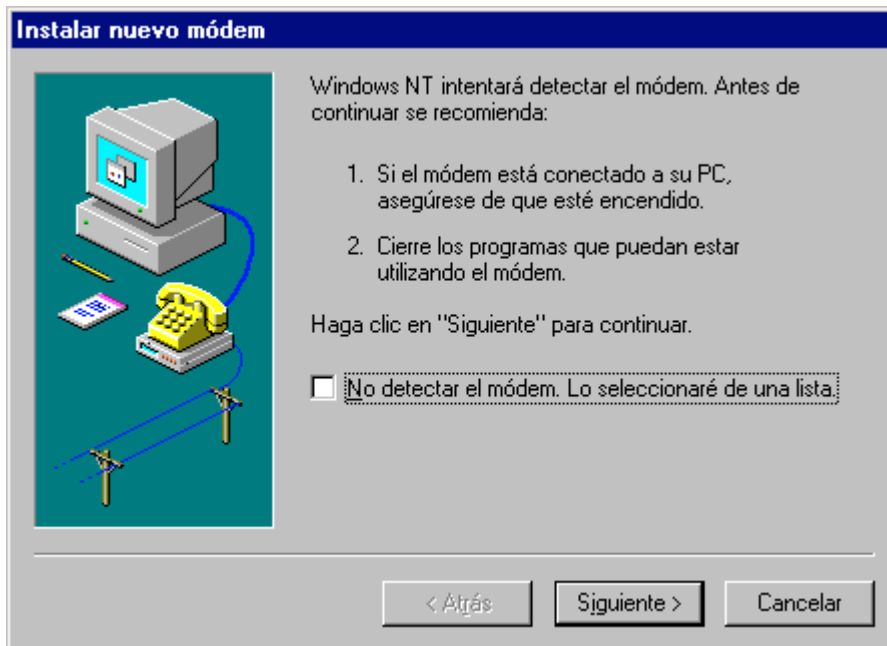 Instalar nuevo módem
Windows NT intentará detectar el módem. Antes de
continuar se recomienda:
1. Si el módem está conectado a su PC,
asegúrese de que esté encendido.
2. Cierre los programas que puedan estar
utilizando el módem.
Haga clic en "Siguiente" para continuar.
No detectar el módem. Lo seleccionaré de una lista.
< Atrás
Siguiente >
Cancelar